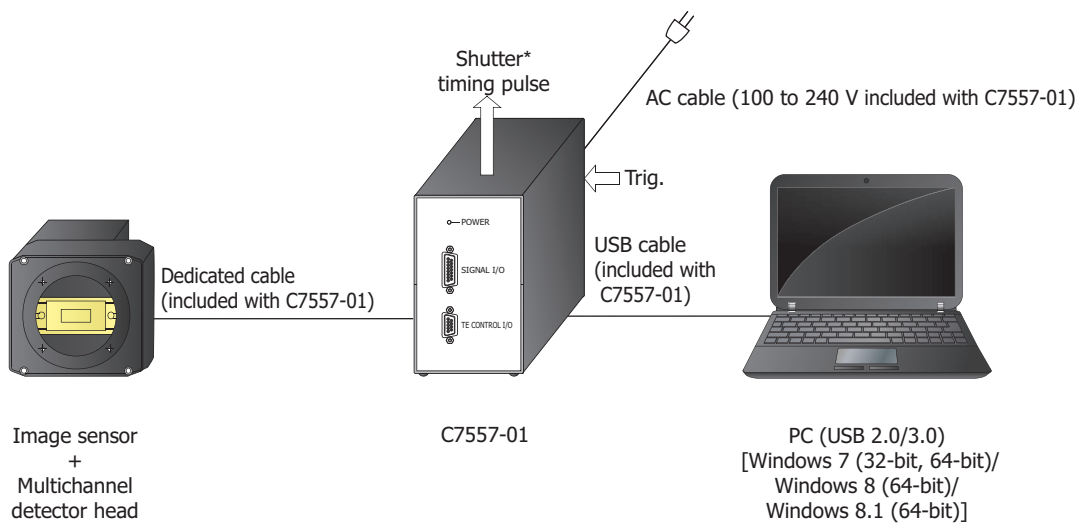 Shutter*
timing pulse
AC cable (100 to 240 V included with C7557-01)
Trig.
POWER
SIGNAL I/O
TE CONTROL I/O
Dedicated cable
(included with C7557-01)
USB cable
(included with
C7557-01)
Image sensor
+
Multichannel
detector head
C7557-01
PC (USB 2.0/3.0)
[Windows 7 (32-bit, 64-bit)/
Windows 8 (64-bit)/
Windows 8.1 (64-bit)]